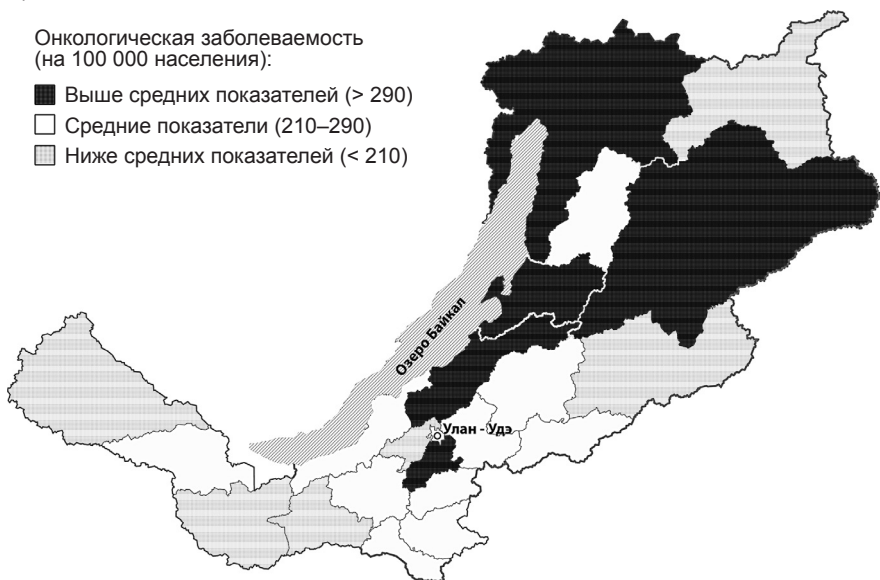 Онкологическая заболеваемость
(на 100 000 населения):
Выше средних показателей (> 290)
Средние показатели (210–290)
Ниже средних показателей (< 210)
Озеро Байкал
Улан - Удэ